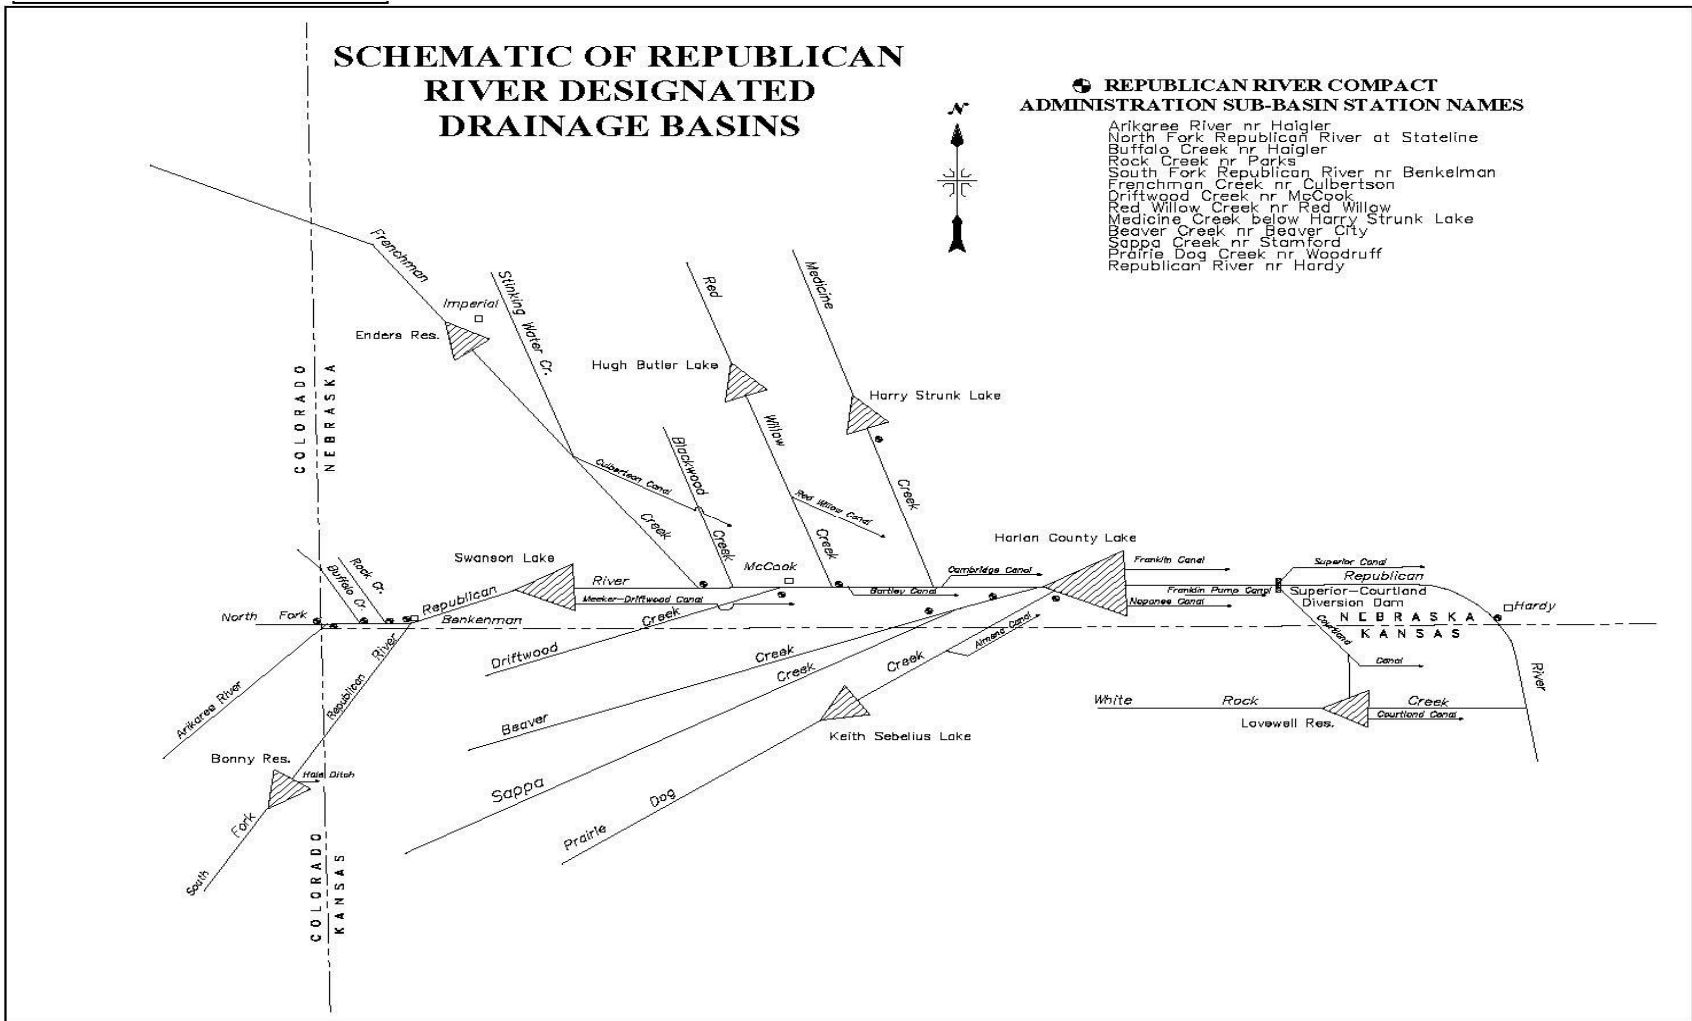 SCHEMATIC OF REPUBLICAN
RIVER DESIGNATED
DRAINAGE BASINS
N
REPUBLICAN RIVER COMPACT
ADMINISTRATION SUB-BASIN STATION NAMES
Arikaree River nr Haigler
North Fork Republican River at Stateline
Buffalo Creek nr Haigler
Rock Creek nr Parks
South Fork Republican River nr Benkelman
Frenchman Creek nr Culbertson
Driftwood Creek nr McCook
Red Willow Creek nr Red Willow
Medicine Creek below Harry Strunk Lake
Beaver Creek nr Beaver City
Sappa Creek nr Stamford
Prairie Dog Creek nr Woodruff
Republican River nr Hardy
Frenchman
Imperial
Enders Res.
Stinking Water Cr.
Red
Medicine
Hugh Butler Lake
Harry Strunk Lake
COLORADO
NEBRASKA
Willow
Blackwood
Culbertson Canal
Red Willow Canal
Creek
Creek
Creek
Creek
Harlan County Lake
Swanson Lake
McCook
Rock Cr.
Buffalo Cr.
River
Meeker-Driftwood Canal
Cambridge Canal
Bartley Canal
Franklin Canal
Franklin Pump Canal
Naponee Canal
Superior Canal
Republican
Superior-Courtland
Diversion Dam
Hardy
NEBRASKA
KANSAS
North Fork
Republican
Benkenman
Creek
Driftwood
River
Republican
Arikaree River
Almena Canal
Creek
Creek
Creek
Courtland
Canal
River
White Rock Creek
Courtland Canal
Lovewell Res.
Beaver
Keith Sebelius Lake
Bonny Res.
Hale Ditch
Sappa
Dog
Prairie
Fork
South
COLORADO
KANSAS